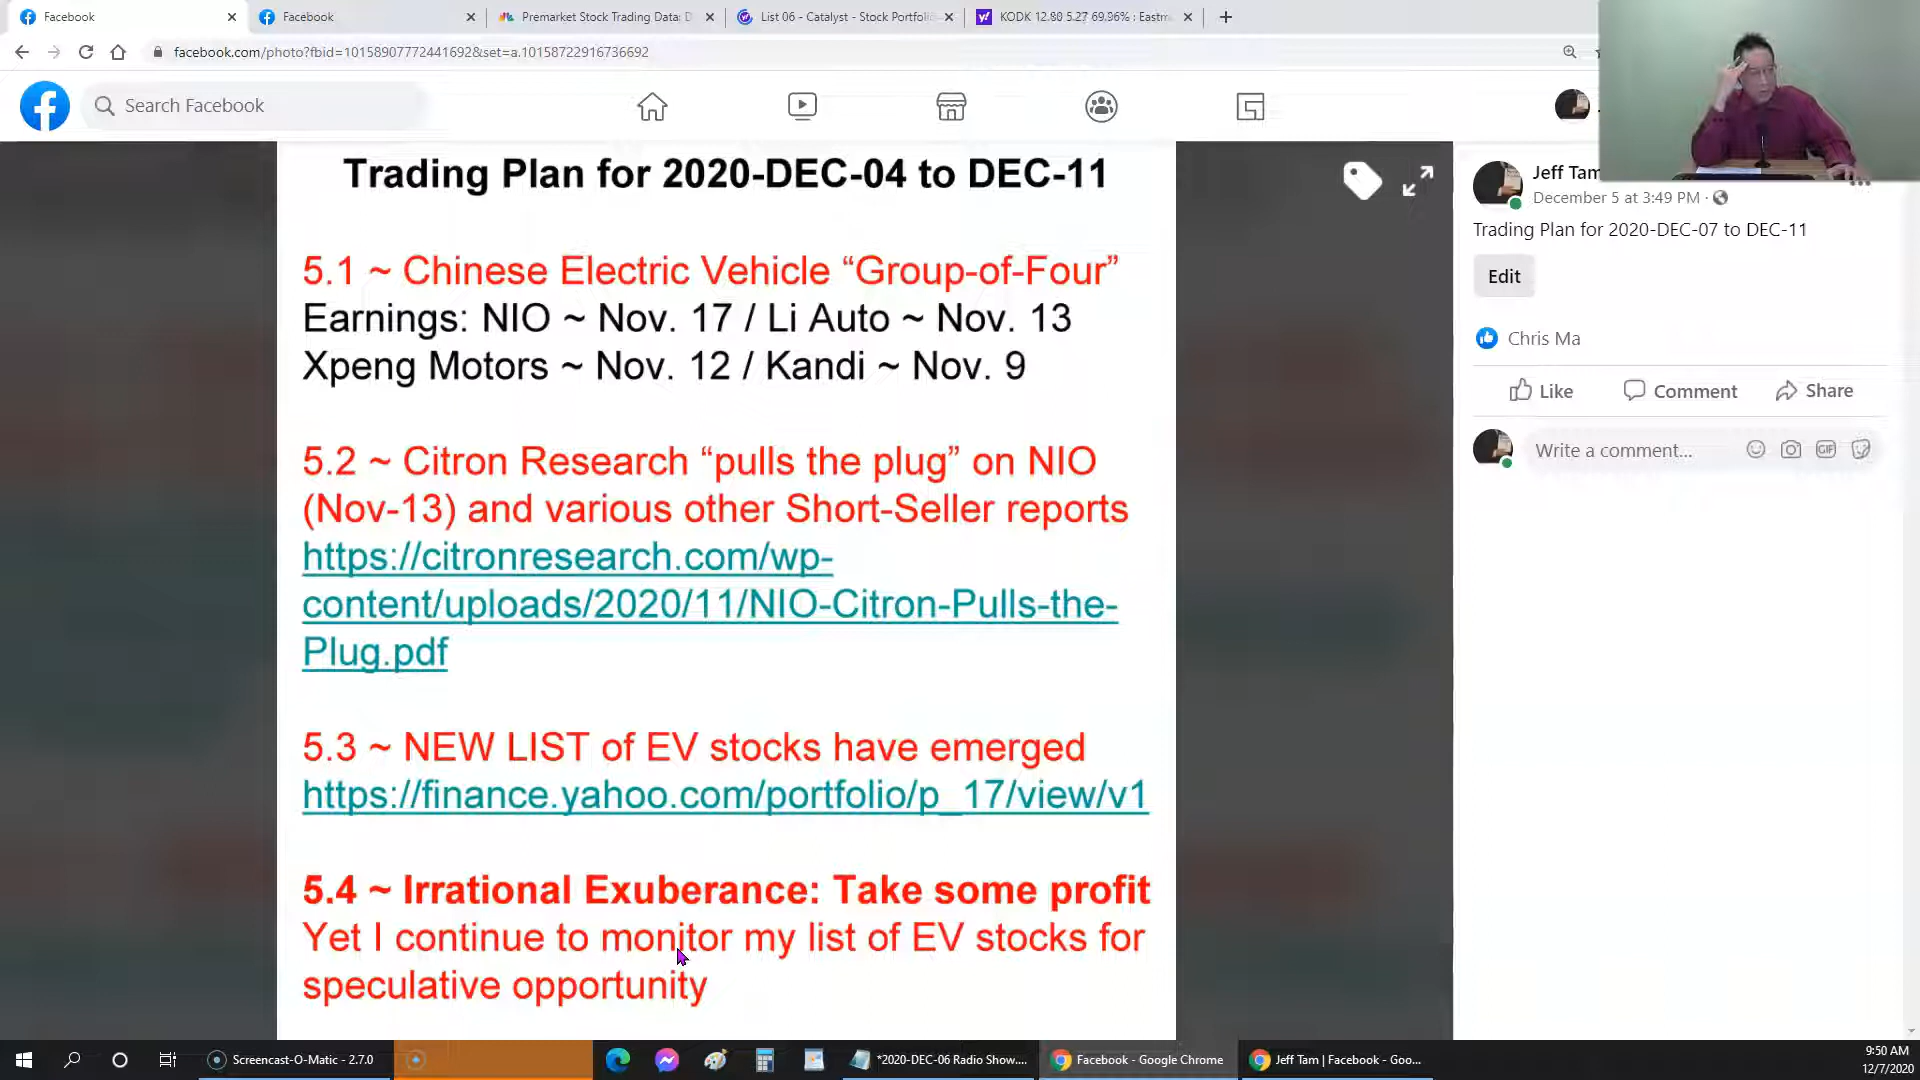 Facebook
Facebook
Premarket Stock Trading Data: D
List 06 - Catalyst - Stock Portfolio
KODK 12.80 5.27 69.96% : Eastm
facebook.com/photo?fbid=10158907772441692&set=a.10158722916736692
Search Facebook
Trading Plan for 2020-DEC-04 to DEC-11
5.1 ~ Chinese Electric Vehicle “Group-of-Four”
Earnings: NIO ~ Nov. 17 / Li Auto ~ Nov. 13
Xpeng Motors ~ Nov. 12 / Kandi ~ Nov. 9
5.2 ~ Citron Research “pulls the plug” on NIO
(Nov-13) and various other Short-Seller reports
https://citronresearch.com/wp-
content/uploads/2020/11/NIO-Citron-Pulls-the-
Plug.pdf
5.3 ~ NEW LIST of EV stocks have emerged
https://finance.yahoo.com/portfolio/p_17/view/v1
5.4 ~ Irrational Exuberance: Take some profit
Yet I continue to monitor my list of EV stocks for
speculative opportunity
Jeff Tam
December 5 at 3:49 PM ·
Trading Plan for 2020-DEC-07 to DEC-11
Edit
Chris Ma
Like
Comment
Share
Write a comment...
GIF
Screencast-O-Matic - 2.7.0
*2020-DEC-06 Radio Show....
Facebook - Google Chrome
Jeff Tam | Facebook - Goo...
9:50 AM
12/7/2020